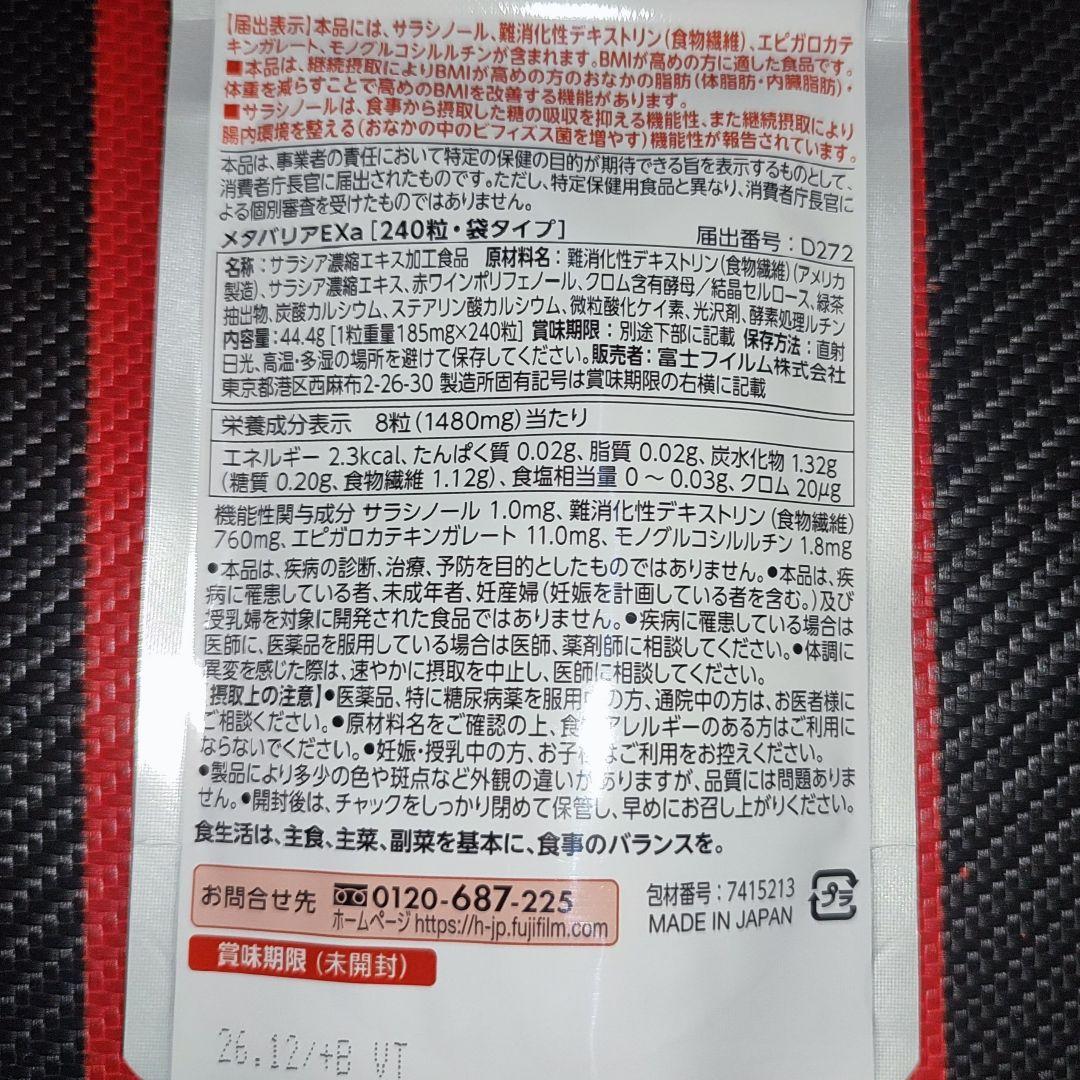 【届出表示】本品には、サラシノール、難消化性デキストリン(食物繊維)、エピガロカテ
キンガレート、モノグルコシルルチンが含まれます。BMIが高めの方に適した食品です。
■本品は、継続摂取によりBMIが高めの方のおなかの脂肪(体脂肪・内臓脂肪)・
体重を減らすことで高めのBMIを改善する機能があります。
■サラシノールは、食事から摂取した糖の吸収を抑える機能性、また継続摂取により
腸内環境を整える(おなかの中のビフィズス菌を増やす)機能性が報告されています。
本品は、事業者の責任において特定の保健の目的が期待できる旨を表示するものとして、
消費者庁長官に届出されたものです。ただし、特定保健用食品と異なり、消費者庁長官に
よる個別審査を受けたものではありません。
メタバリアEXa[240粒・袋タイプ] 届出番号:D272
名称:サラシア濃縮エキス加工食品 原材料名:難消化性デキストリン(食物繊維)(アメリカ
製造)、サラシア濃縮エキス、赤ワインポリフェノール、クロム含有酵母/結晶セルロース、緑茶
抽出物、炭酸カルシウム、ステアリン酸カルシウム、微粒酸化ケイ素、光沢剤、酵素処理ルチン
内容量:44.4g[1粒重量185mg×240粒] 賞味期限:別途下部に記載 保存方法:直射
日光、高温・多湿の場所を避けて保存してください。販売者:富士フイルム株式会社
東京都港区西麻布2-26-30 製造所固有記号は賞味期限の右横に記載
栄養成分表示 8粒(1480mg)当たり
エネルギー 2.3kcal、たんぱく質 0.02g、脂質 0.02g、炭水化物 1.32g
(糖質 0.20g、食物繊維 1.12g)、食塩相当量 0〜0.03g、クロム 20μg
機能性関与成分 サラシノール 1.0mg、難消化性デキストリン(食物繊維)
760mg、エピガロカテキンガレート 11.0mg、モノグルコシルルチン 1.8mg
●本品は、疾病の診断、治療、予防を目的としたものではありません。●本品は、疾
病に罹患している者、未成年者、妊産婦(妊娠を計画している者を含む。)及び
授乳婦を対象に開発された食品ではありません。●疾病に罹患している場合は
医師に、医薬品を服用している場合は医師、薬剤師に相談してください。●体調に
異変を感じた際は、速やかに摂取を中止し、医師に相談してください。
【摂取上の注意】●医薬品、特に糖尿病薬を服用中の方、通院中の方は、お医者様に
ご相談ください。●原材料名をご確認の上、食物アレルギーのある方はご利用に
ならないでください。●妊娠・授乳中の方、お子様はご利用をお控えください。
●製品により多少の色や斑点など外観の違いがありますが、品質には問題ありま
せん。●開封後は、チャックをしっかり閉めて保管し、早めにお召し上がりください。
食生活は、主食、主菜、副菜を基本に、食事のバランスを。
お問合せ先 0120-687-225
ホームページ https://h-jp.fujifilm.com
包材番号:7415213
MADE IN JAPAN
プラ
賞味期限(未開封)
26.12/+B VT